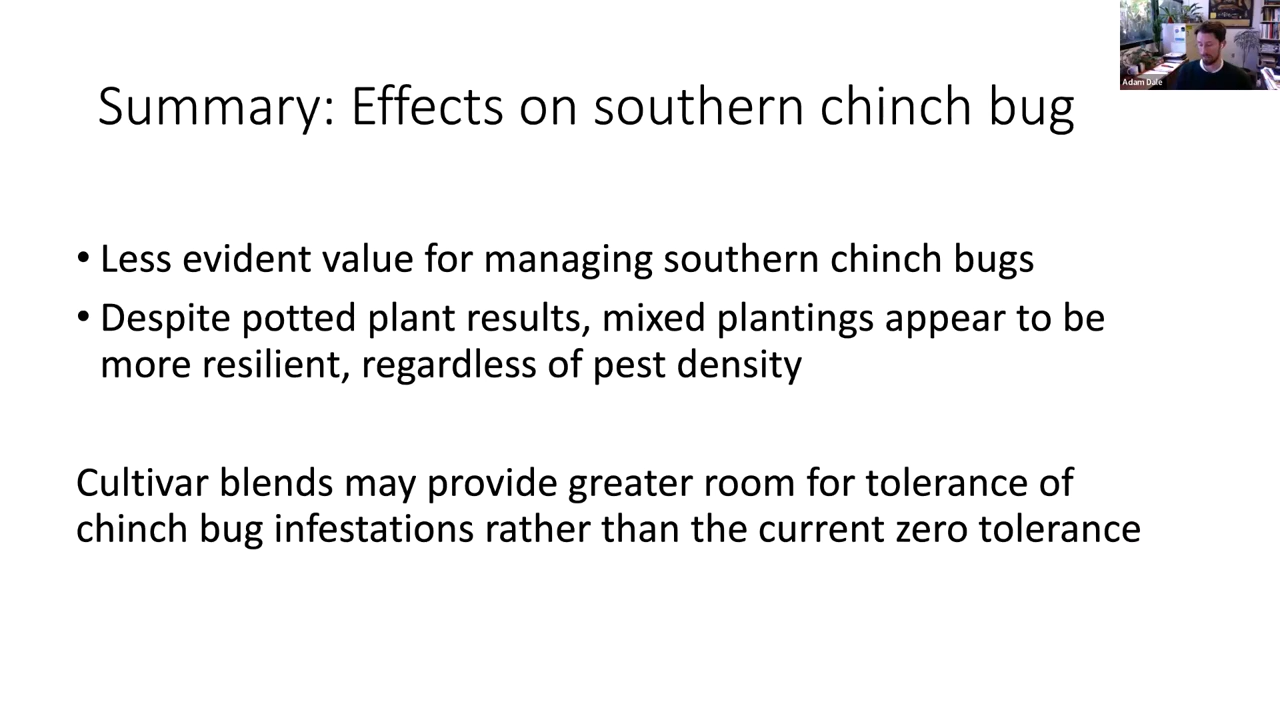 Adam Dale
Summary: Effects on southern chinch bug
• Less evident value for managing southern chinch bugs
• Despite potted plant results, mixed plantings appear to be
more resilient, regardless of pest density
Cultivar blends may provide greater room for tolerance of
chinch bug infestations rather than the current zero tolerance